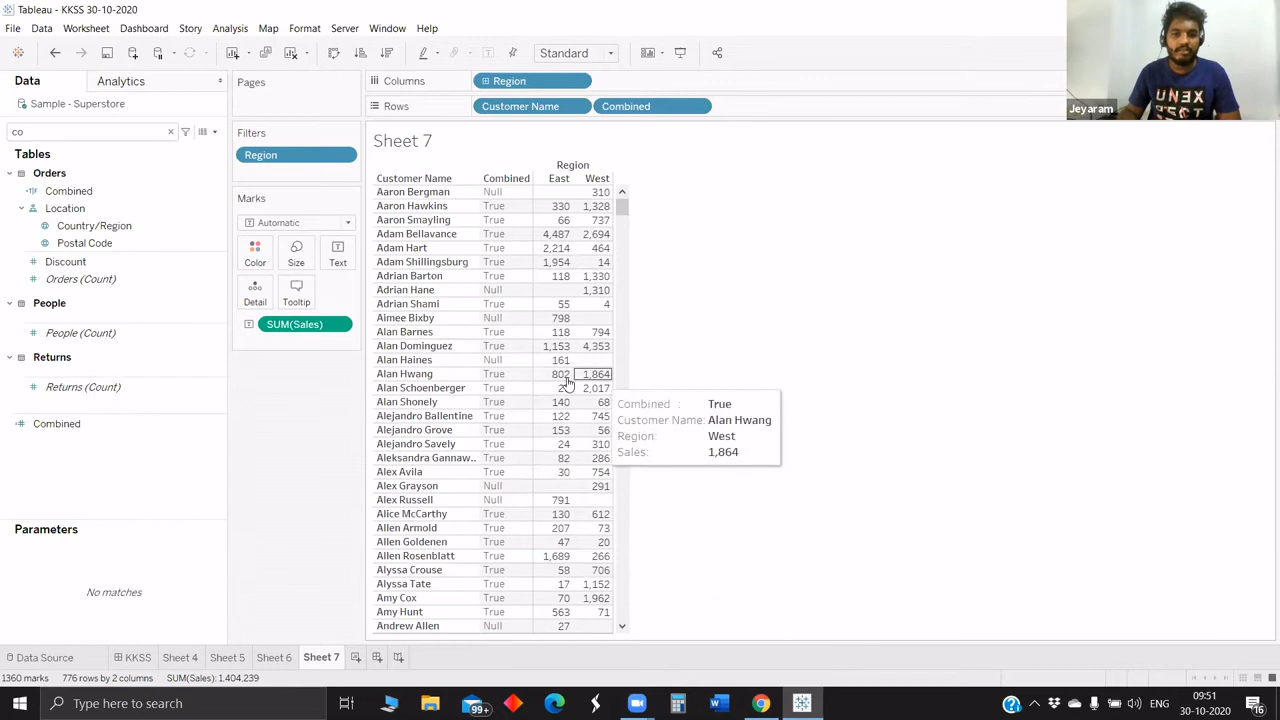 Tableau - KKSS 30-10-2020
File Data Worksheet Dashboard Story Analysis Map Format Server Window Help
Standard
Data Analytics
Sample - Superstore
co
Tables
Orders
Combined
Location
Country/Region
Postal Code
Discount
Orders (Count)
People
People (Count)
Returns
Returns (Count)
Combined
Parameters
No matches
Pages
Filters
Region
Marks
Automatic
Color Size Text
Detail Tooltip
SUM(Sales)
Columns Region
Rows Customer Name Combined
Sheet 7
Region
Customer Name Combined East West
Aaron Bergman Null 310
Aaron Hawkins True 330 1,328
Aaron Smayling True 66 737
Adam Bellavance True 4,487 2,694
Adam Hart True 2,214 464
Adam Shillingsburg True 1,954 14
Adrian Barton True 118 1,330
Adrian Hane Null 1,310
Adrian Shami True 55 4
Aimee Bixby Null 798
Alan Barnes True 118 794
Alan Dominguez True 1,153 4,353
Alan Haines Null 161
Alan Hwang True 802 1,864
Alan Schoenberger True 2,017
Alan Shonely True 140 68
Alejandro Ballentine True 122 745
Alejandro Grove True 153 56
Alejandro Savely True 24 310
Aleksandra Gannaw.. True 82 286
Alex Avila True 30 754
Alex Grayson Null 291
Alex Russell Null 791
Alice McCarthy True 130 612
Allen Armold True 207 73
Allen Goldenen True 47 20
Allen Rosenblatt True 1,689 266
Alyssa Crouse True 58 706
Alyssa Tate True 17 1,152
Amy Cox True 70 1,962
Amy Hunt True 563 71
Andrew Allen Null 27
Combined : True
Customer Name: Alan Hwang
Region: West
Sales: 1,864
UNEX
Jeyaram
Data Source KKSS Sheet 4 Sheet 5 Sheet 6 Sheet 7
1360 marks 776 rows by 2 columns SUM(Sales): 1,404,239
Type here to search
99+
ENG
09:51
30-10-2020
16